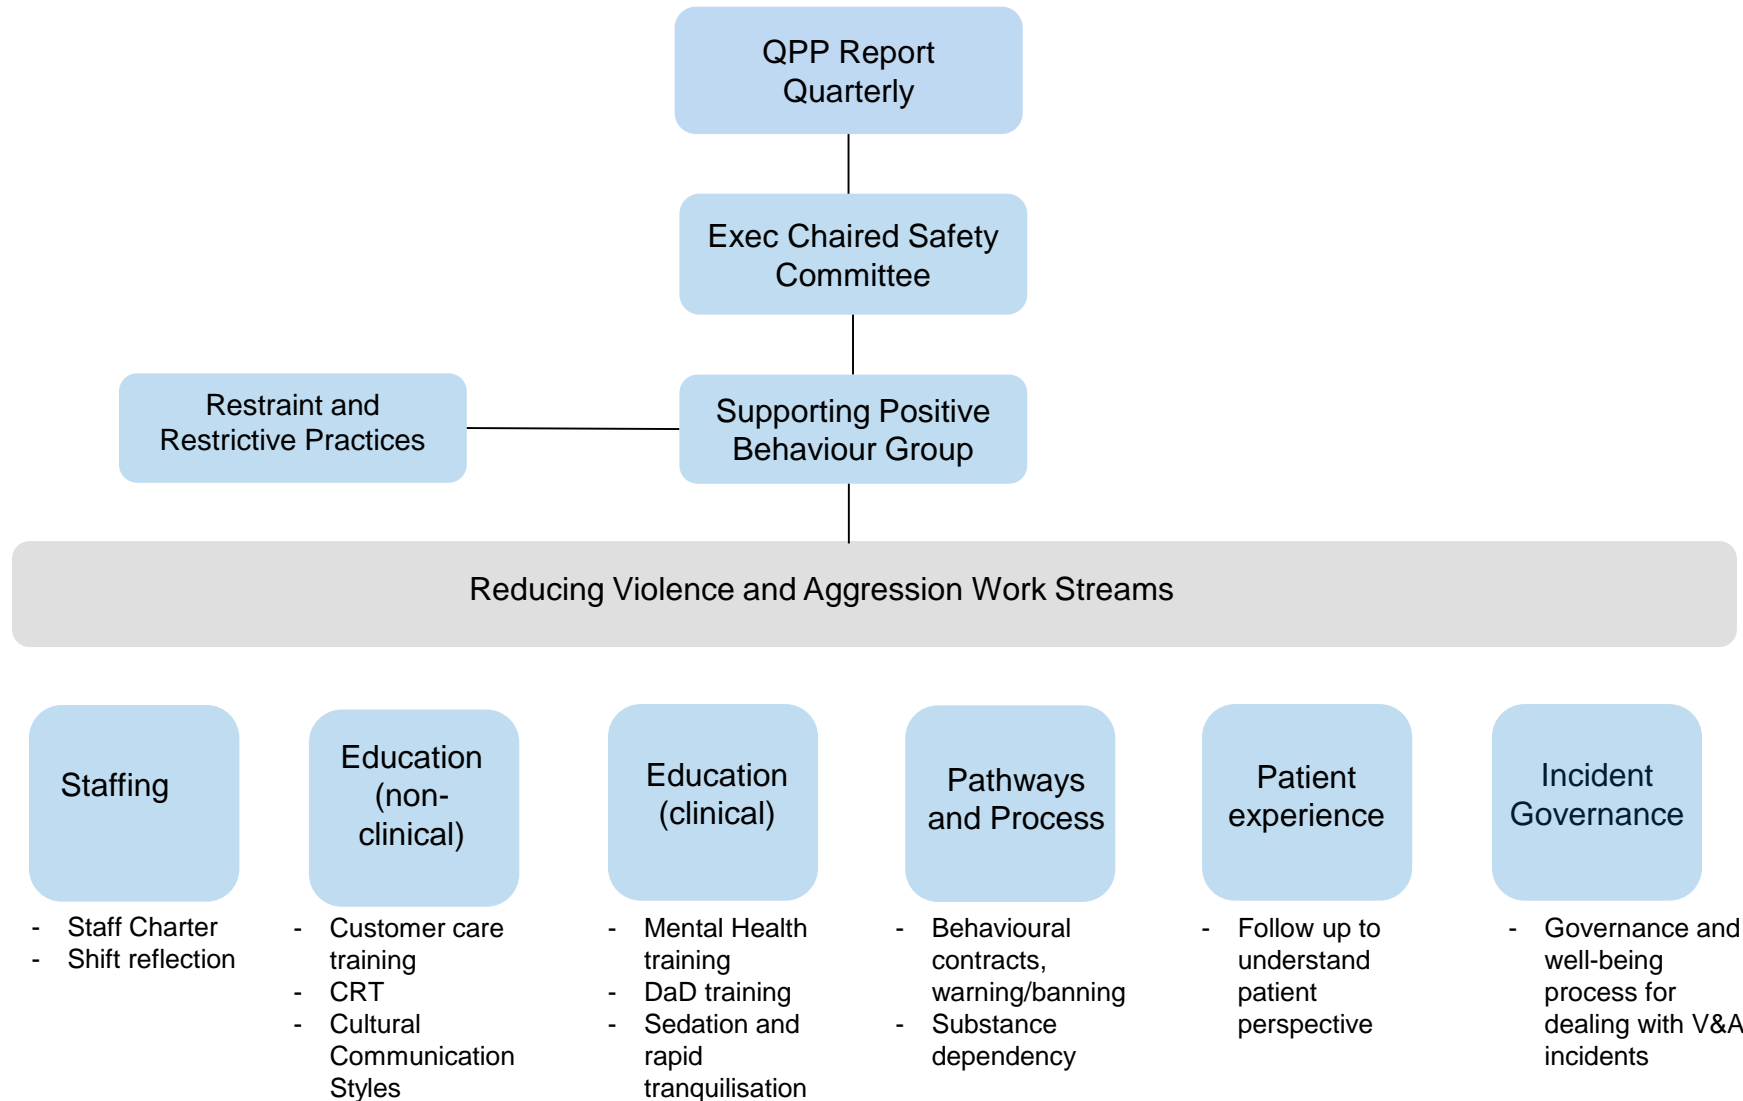 QPP Report
Quarterly
Exec Chaired Safety
Committee
Restraint and
Restrictive Practices
Supporting Positive
Behaviour Group
Reducing Violence and Aggression Work Streams
Staffing
- Staff Charter
- Shift reflection
Education
(non-
clinical)
- Customer care
training
- CRT
- Cultural
Communication
Styles
Education
(clinical)
- Mental Health
training
- DaD training
- Sedation and
rapid
tranquilisation
Pathways
and Process
- Behavioural
contracts,
warning/banning
- Substance
dependency
Patient
experience
- Follow up to
understand
patient
perspective
Incident
Governance
- Governance and
well-being
process for
dealing with V&A
incidents